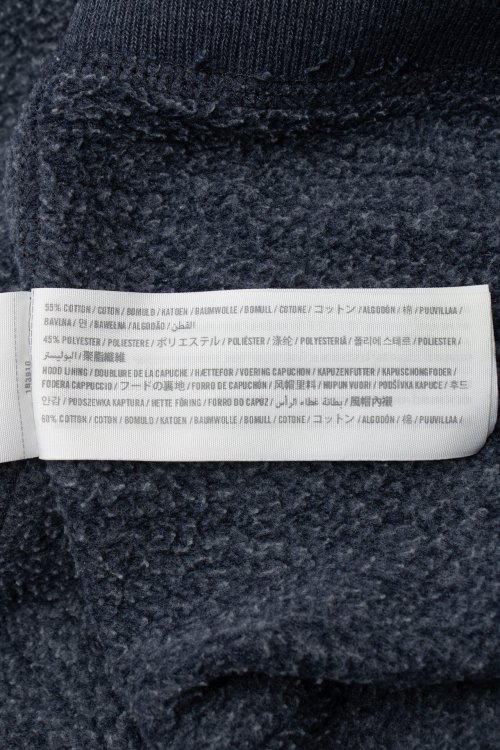 55% COTTON / COTON / BOMULD / KATOEN / BAUMWOLLE / BOMULL / COTONE / コットン / ALGODÓN / 棉 / PUUVILLAA /
BAVLNA / 면 / BAWEŁNA / ALGODÃO / القطن
45% POLYESTER / POLIESTERE / ポリエステル / POLIÉSTER / 涤纶 / POLYESTERIÄ / 폴리에스테르 / POLIESTER /
البوليستر / 聚脂纖維
HOOD LINING / DOUBLURE DE LA CAPUCHE / HÆTTEFOR / VOERING CAPUCHON / KAPUZENFUTTER / KAPUSCHONGFODER /
FODERA CAPPUCCIO / フードの裏地 / FORRO DE CAPUCHÓN / 风帽里料 / HUPUN VUORI / PODŠÍVKA KAPUCE / 후드
안감 / PODSZEWKA KAPTURA / HETTE FÔRING / FORRO DO CAPUZ / بطانة غطاء الرأس / 風帽內襯
60% COTTON / COTON / BOMULD / KATOEN / BAUMWOLLE / BOMULL / COTONE / コットン / ALGODÓN / 棉 / PUUVILLAA /
183910